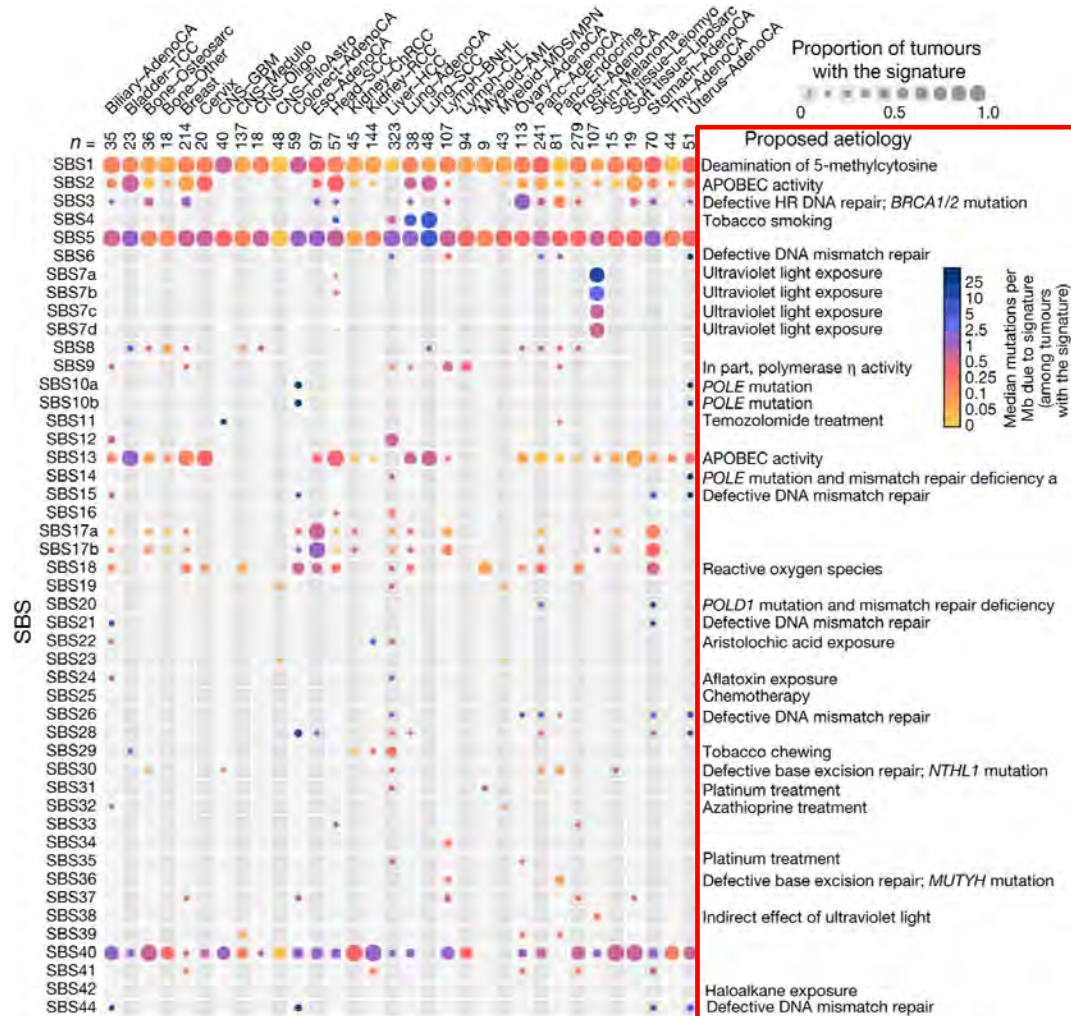 Biliary–AdenoCA
Bladder–TCC
Bone–Osteosarc
Bone–Other
Breast
Cervix
CNS–GBM
CNS–Medullo
CNS–Oligo
CNS–PiloAstro
Colorect–AdenoCA
Eso–AdenoCA
Head–SCC
Kidney–ChRCC
Kidney–RCC
Liver–HCC
Lung–AdenoCA
Lung–SCC
Lymph–BNHL
Lymph–CLL
Myeloid–AML
Myeloid–MDS/MPN
Ovary–AdenoCA
Panc–AdenoCA
Panc–Endocrine
Prost–AdenoCA
Skin–Melanoma
Soft tissue–Leiomyo
Soft tissue–Liposarc
Stomach–AdenoCA
Thy–AdenoCA
Uterus–AdenoCA
Proportion of tumours
with the signature
0 0.5 1.0
n = 35 23 36 18 214 20 40 137 18 48 59 97 57 45 144 323 38 48 107 94 9 43 113 241 81 279 107 15 19 70 44 51
Proposed aetiology
SBS1 Deamination of 5-methylcytosine
SBS2 APOBEC activity
SBS3 Defective HR DNA repair; BRCA1/2 mutation
SBS4 Tobacco smoking
SBS5
SBS6 Defective DNA mismatch repair
SBS7a Ultraviolet light exposure
SBS7b Ultraviolet light exposure
SBS7c Ultraviolet light exposure
SBS7d Ultraviolet light exposure
SBS8
SBS9 In part, polymerase η activity
SBS10a POLE mutation
SBS10b POLE mutation
SBS11 Temozolomide treatment
SBS12
SBS13 APOBEC activity
SBS14 POLE mutation and mismatch repair deficiency a
SBS15 Defective DNA mismatch repair
SBS16
SBS17a
SBS17b
SBS18 Reactive oxygen species
SBS19
SBS20 POLD1 mutation and mismatch repair deficiency
SBS21 Defective DNA mismatch repair
SBS22 Aristolochic acid exposure
SBS23
SBS24 Aflatoxin exposure
SBS25 Chemotherapy
SBS26 Defective DNA mismatch repair
SBS28
SBS29 Tobacco chewing
SBS30 Defective base excision repair; NTHL1 mutation
SBS31 Platinum treatment
SBS32 Azathioprine treatment
SBS33
SBS34
SBS35 Platinum treatment
SBS36 Defective base excision repair; MUTYH mutation
SBS37
SBS38 Indirect effect of ultraviolet light
SBS39
SBS40
SBS41
SBS42 Haloalkane exposure
SBS44 Defective DNA mismatch repair
SBS
25
10
5
2.5
1
0.5
0.25
0.1
0.05
0
Median mutations per
Mb due to signature
(among tumours
with the signature)